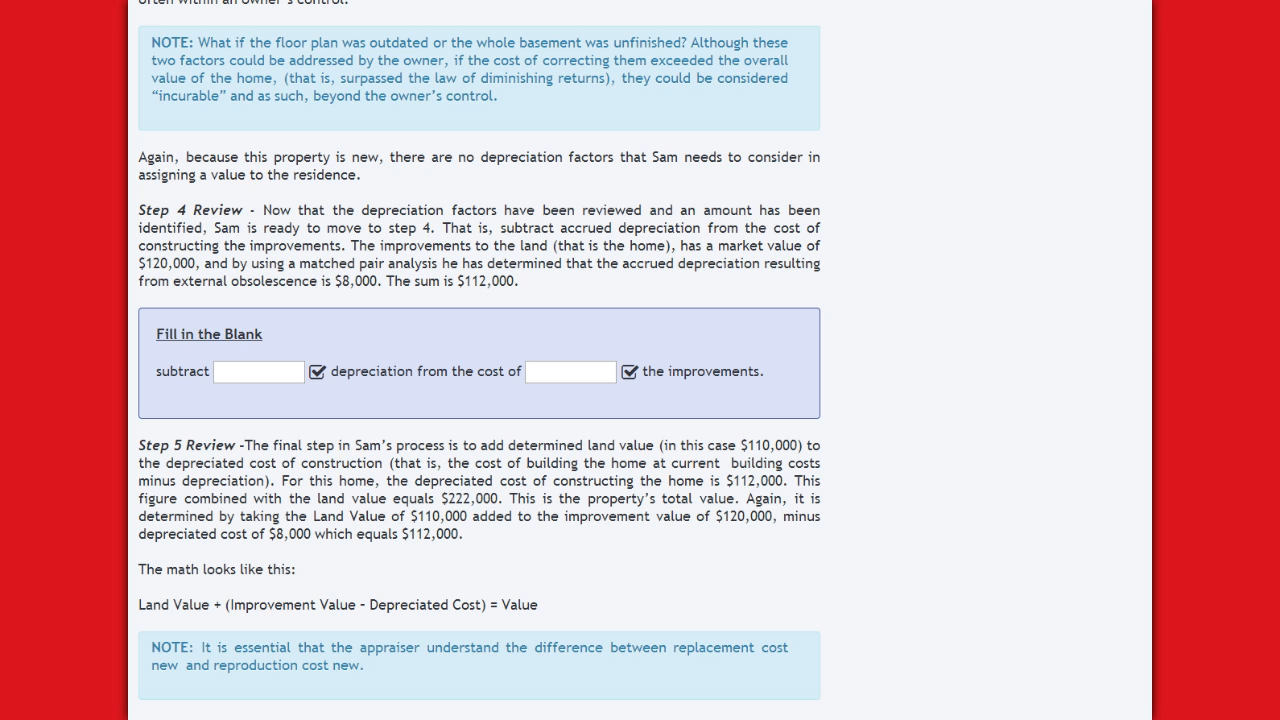 often within an owner's control.
NOTE: What if the floor plan was outdated or the whole basement was unfinished? Although these
two factors could be addressed by the owner, if the cost of correcting them exceeded the overall
value of the home, (that is, surpassed the law of diminishing returns), they could be considered
“incurable” and as such, beyond the owner’s control.
Again, because this property is new, there are no depreciation factors that Sam needs to consider in
assigning a value to the residence.
Step 4 Review - Now that the depreciation factors have been reviewed and an amount has been
identified, Sam is ready to move to step 4. That is, subtract accrued depreciation from the cost of
constructing the improvements. The improvements to the land (that is the home), has a market value of
$120,000, and by using a matched pair analysis he has determined that the accrued depreciation resulting
from external obsolescence is $8,000. The sum is $112,000.
Fill in the Blank
subtract depreciation from the cost of the improvements.
Step 5 Review -The final step in Sam’s process is to add determined land value (in this case $110,000) to
the depreciated cost of construction (that is, the cost of building the home at current building costs
minus depreciation). For this home, the depreciated cost of constructing the home is $112,000. This
figure combined with the land value equals $222,000. This is the property’s total value. Again, it is
determined by taking the Land Value of $110,000 added to the improvement value of $120,000, minus
depreciated cost of $8,000 which equals $112,000.
The math looks like this:
Land Value + (Improvement Value – Depreciated Cost) = Value
NOTE: It is essential that the appraiser understand the difference between replacement cost
new and reproduction cost new.